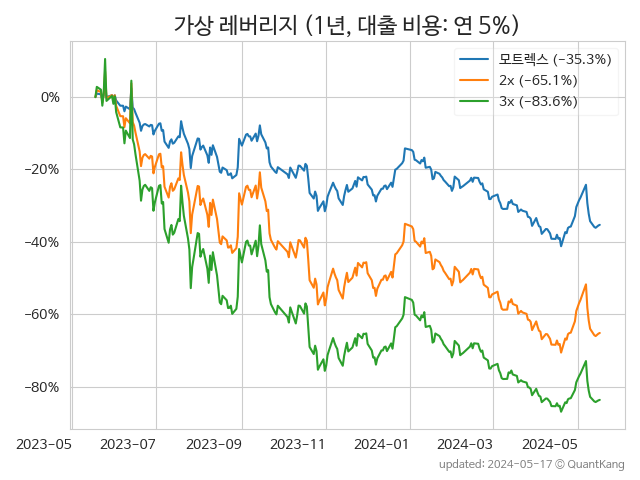 가상 레버리지 (1년, 대출 비용: 연 5%)
모트렉스 (−35.3%)
2x (−65.1%)
3x (−83.6%)
0%
−20%
−40%
−60%
−80%
2023−05 2023−07 2023−09 2023−11 2024−01 2024−03 2024−05
updated: 2024−05−17 © QuantKang